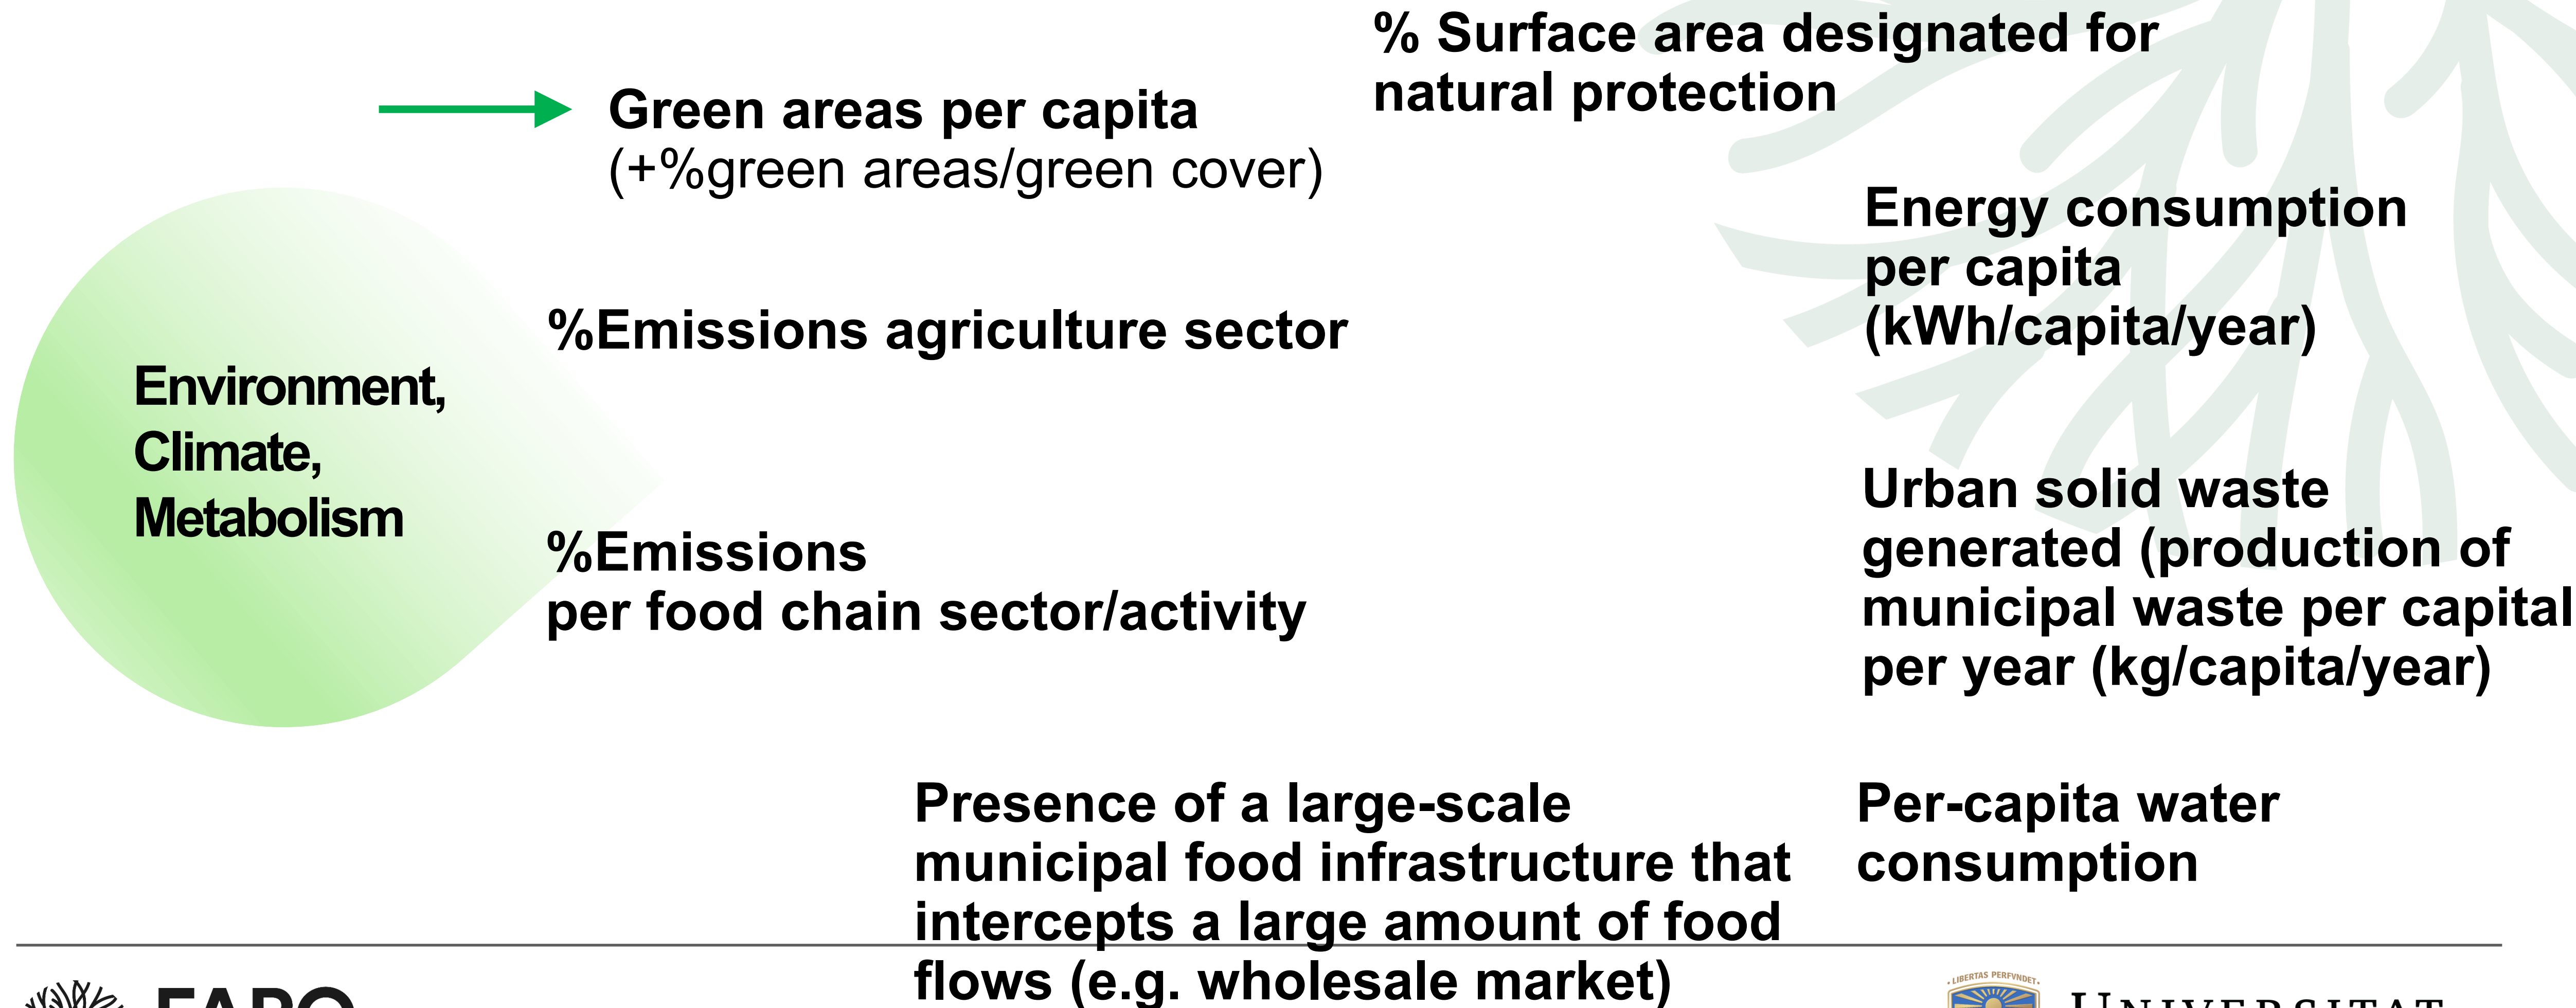 % Surface area designated for
natural protection
Green areas per capita
(+%green areas/green cover)
Energy consumption
per capita
(kWh/capita/year)
%Emissions agriculture sector
Environment,
Climate,
Metabolism
Urban solid waste
generated (production of
municipal waste per capital
per year (kg/capita/year)
%Emissions
per food chain sector/activity
Presence of a large-scale
municipal food infrastructure that
intercepts a large amount of food
flows (e.g. wholesale market)
Per-capita water
consumption
LIBERTAS PERFVNDET
UNIVERSITAT